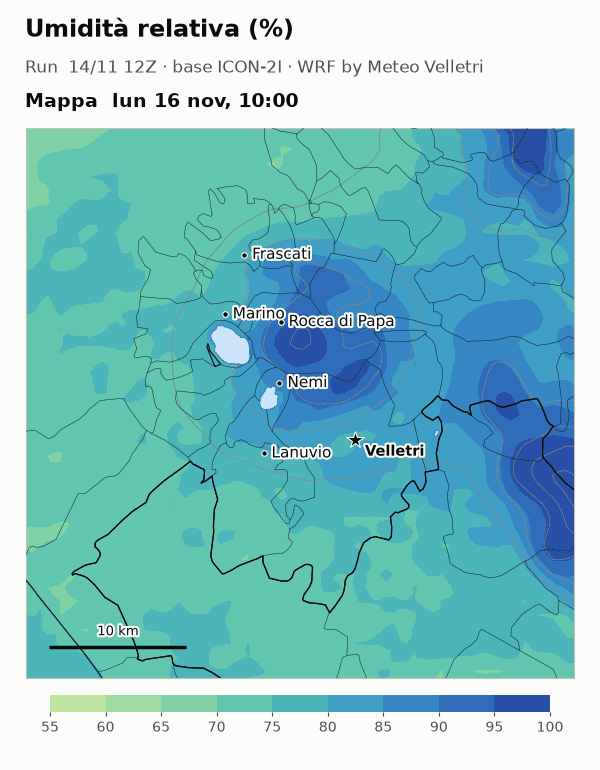 Umidità relativa (%)
Run  14/11 12Z · base ICON-2I · WRF by Meteo Velletri
Mappa  lun 16 nov, 10:00
Frascati
Marino
Rocca di Papa
Nemi
Velletri
Lanuvio
10 km
55 60 65 70 75 80 85 90 95 100